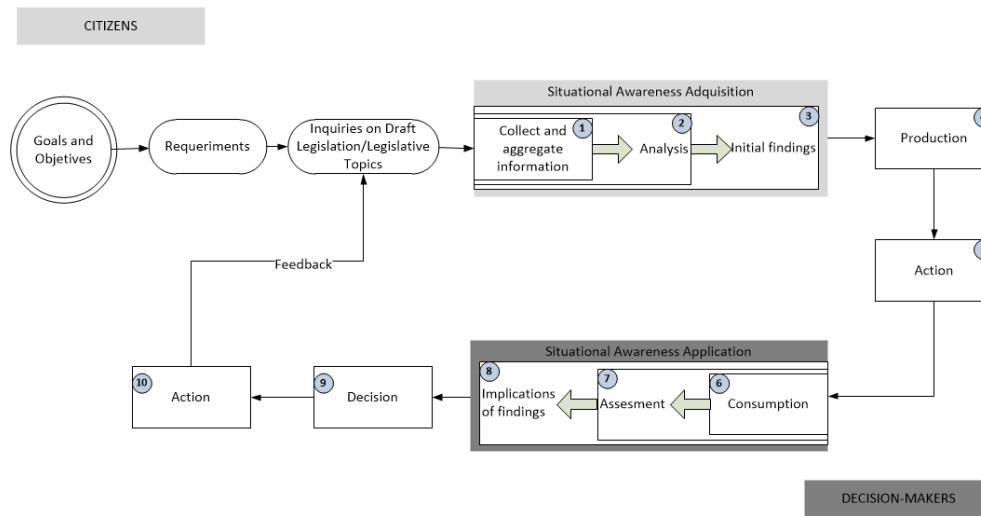 CITIZENS
Situational Awareness Adquisition
Goals and
Objetives
Requeriments
Inquiries on Draft
Legislation/Legislative
Topics
1
Collect and
aggregate
information
2
Analysis
3
Initial findings
Production
Action
Feedback
Situational Awareness Application
10
Action
9
Decision
8
Implications
of findings
7
Assesment
6
Consumption
DECISION-MAKERS